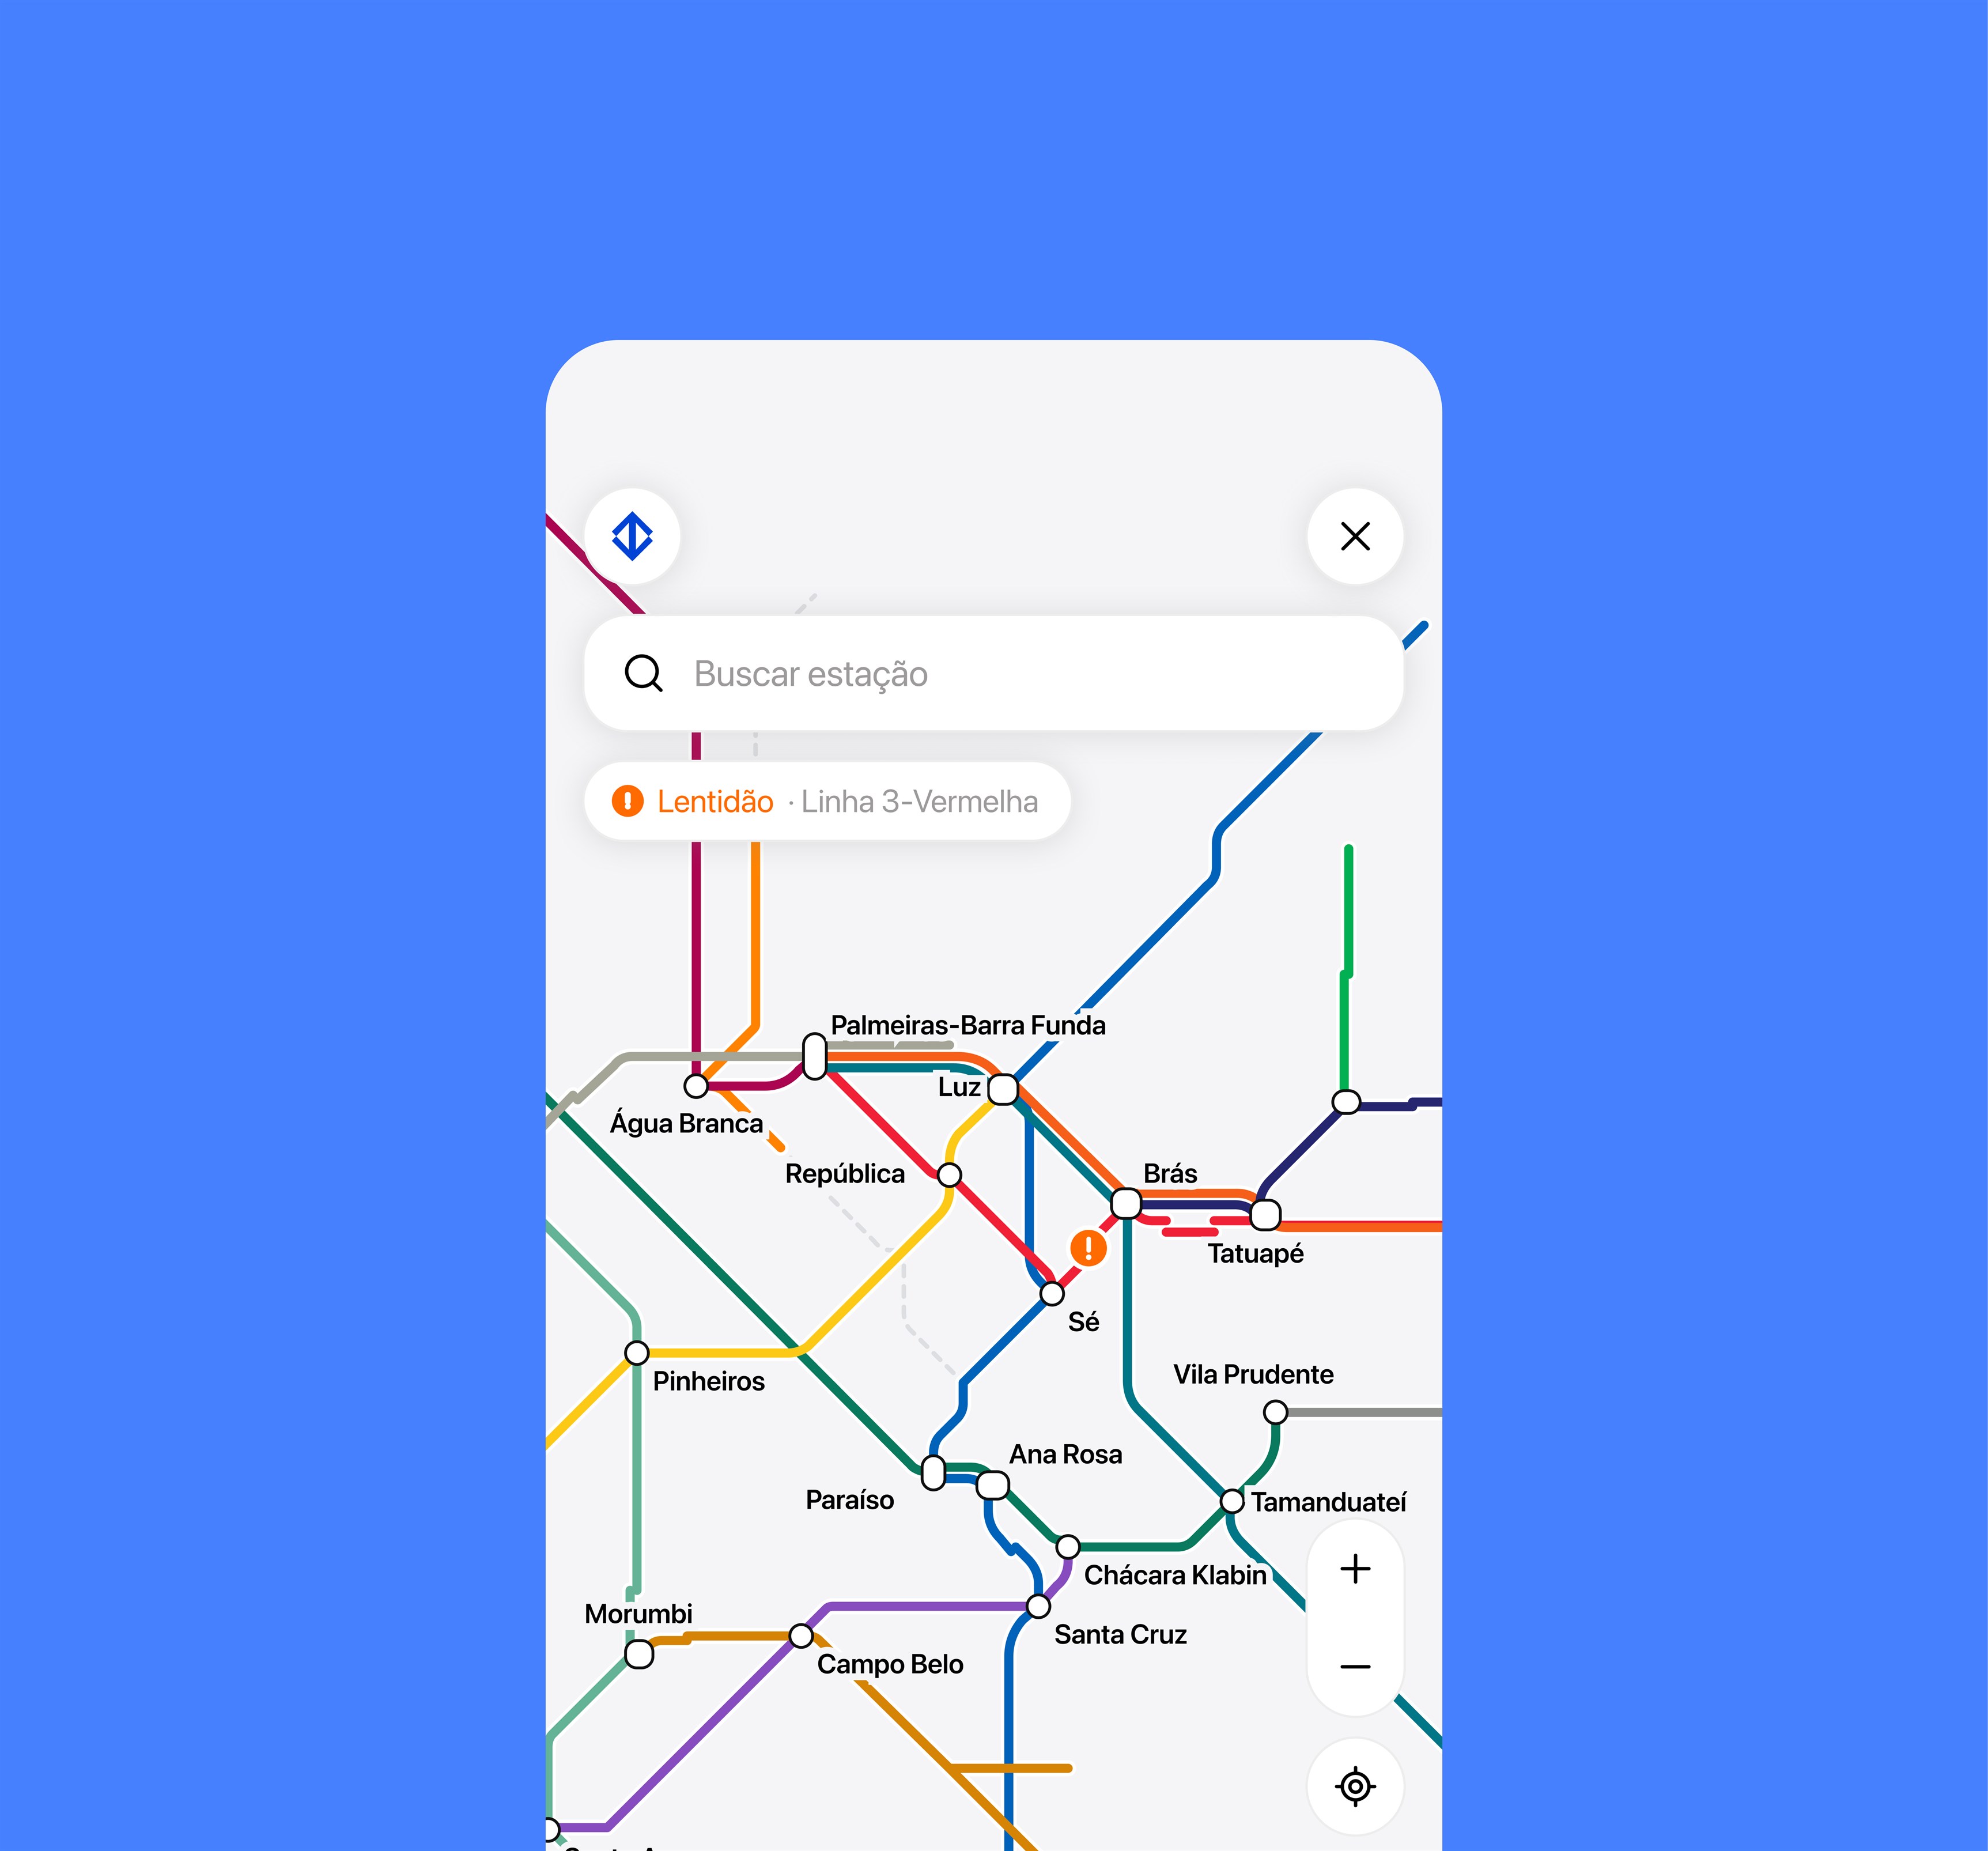 Buscar estação
Lentidão · Linha 3-Vermelha
Palmeiras-Barra Funda
Luz
Água Branca
República
Brás
Tatuapé
Sé
Pinheiros
Vila Prudente
Ana Rosa
Paraíso
Tamanduateí
Chácara Klabin
Morumbi
Santa Cruz
Campo Belo